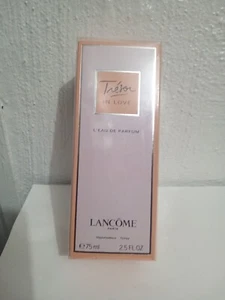 Trésor
IN LOVE
L'EAU DE PARFUM
LANCÔME
PARIS
℮ 75 ml 2.5 FL.OZ